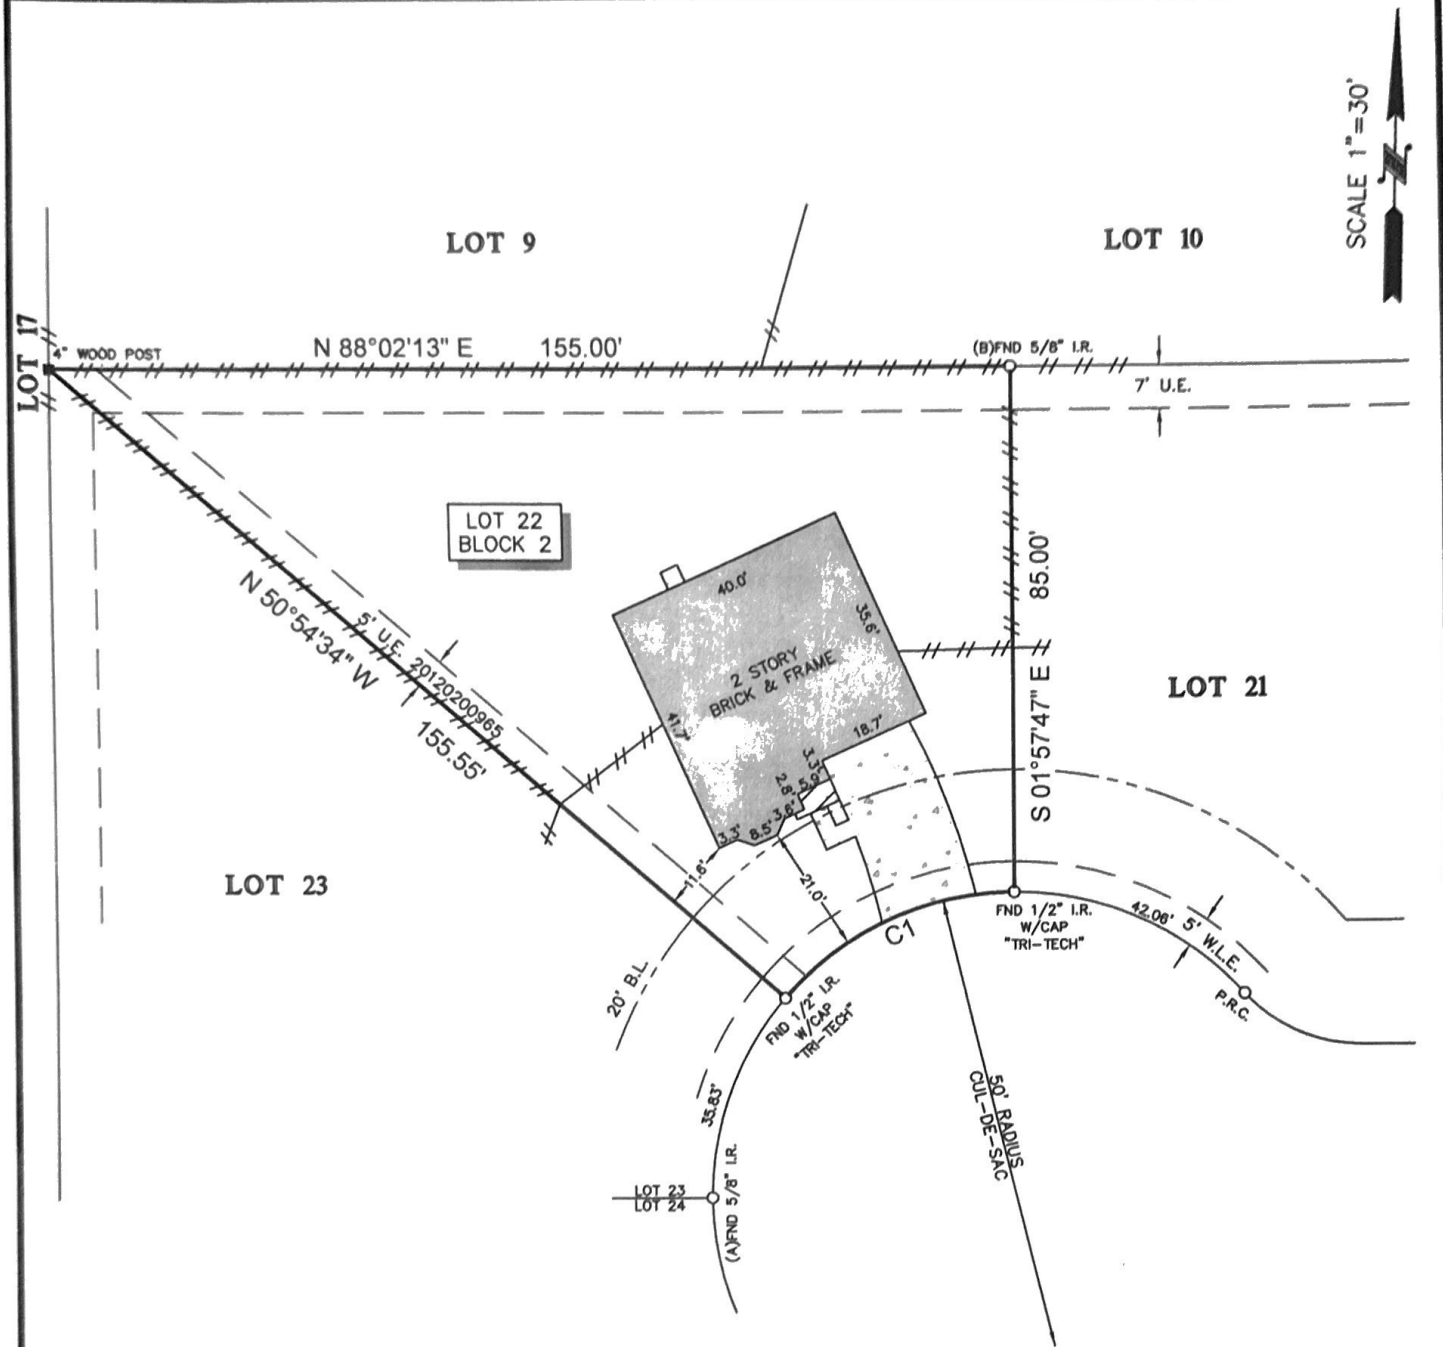 SCALE 1"=30'
LOT 9
LOT 10
LOT 17
4" WOOD POST
N 88°02'13" E 155.00'
(B)FND 5/8" I.R.
7' U.E.
LOT 22
BLOCK 2
40.0'
35.6'
85.00'
2 STORY
BRICK & FRAME
N 50°54'34" W
155.55'
5' U.E. 20120200965
41.7'
18.7'
S 01°57'47" E
LOT 21
3.3'
5.9'
2.8'
3.6'
8.5'
3.3'
11.6'
21.0'
LOT 23
C1
FND 1/2" I.R.
W/CAP
"TRI-TECH"
42.06'
5' W.L.E.
P.R.C.
20' B.L.
FND 1/2" I.R.
W/CAP
"TRI-TECH"
35.83'
50' RADIUS
CUL-DE-SAC
LOT 23
LOT 24
(A)FND 5/8" I.R.